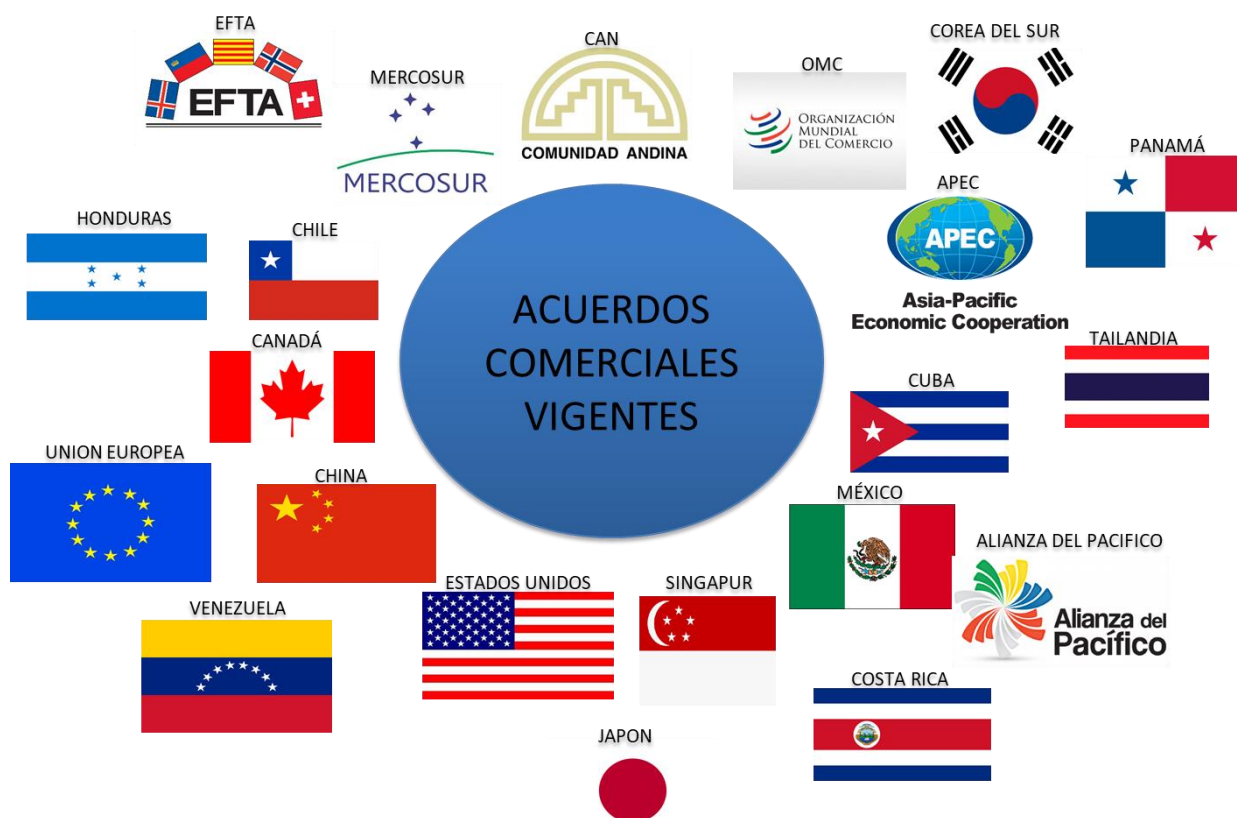 EFTA
EFTA
MERCOSUR
MERCOSUR
CAN
COMUNIDAD ANDINA
OMC
ORGANIZACIÓN
MUNDIAL
DEL COMERCIO
COREA DEL SUR
PANAMÁ
APEC
APEC
Asia-Pacific
Economic Cooperation
HONDURAS
CHILE
CANADÁ
ACUERDOS
COMERCIALES
VIGENTES
TAILANDIA
CUBA
UNION EUROPEA
CHINA
MÉXICO
ALIANZA DEL PACIFICO
Alianza del
Pacífico
VENEZUELA
ESTADOS UNIDOS
SINGAPUR
COSTA RICA
JAPON